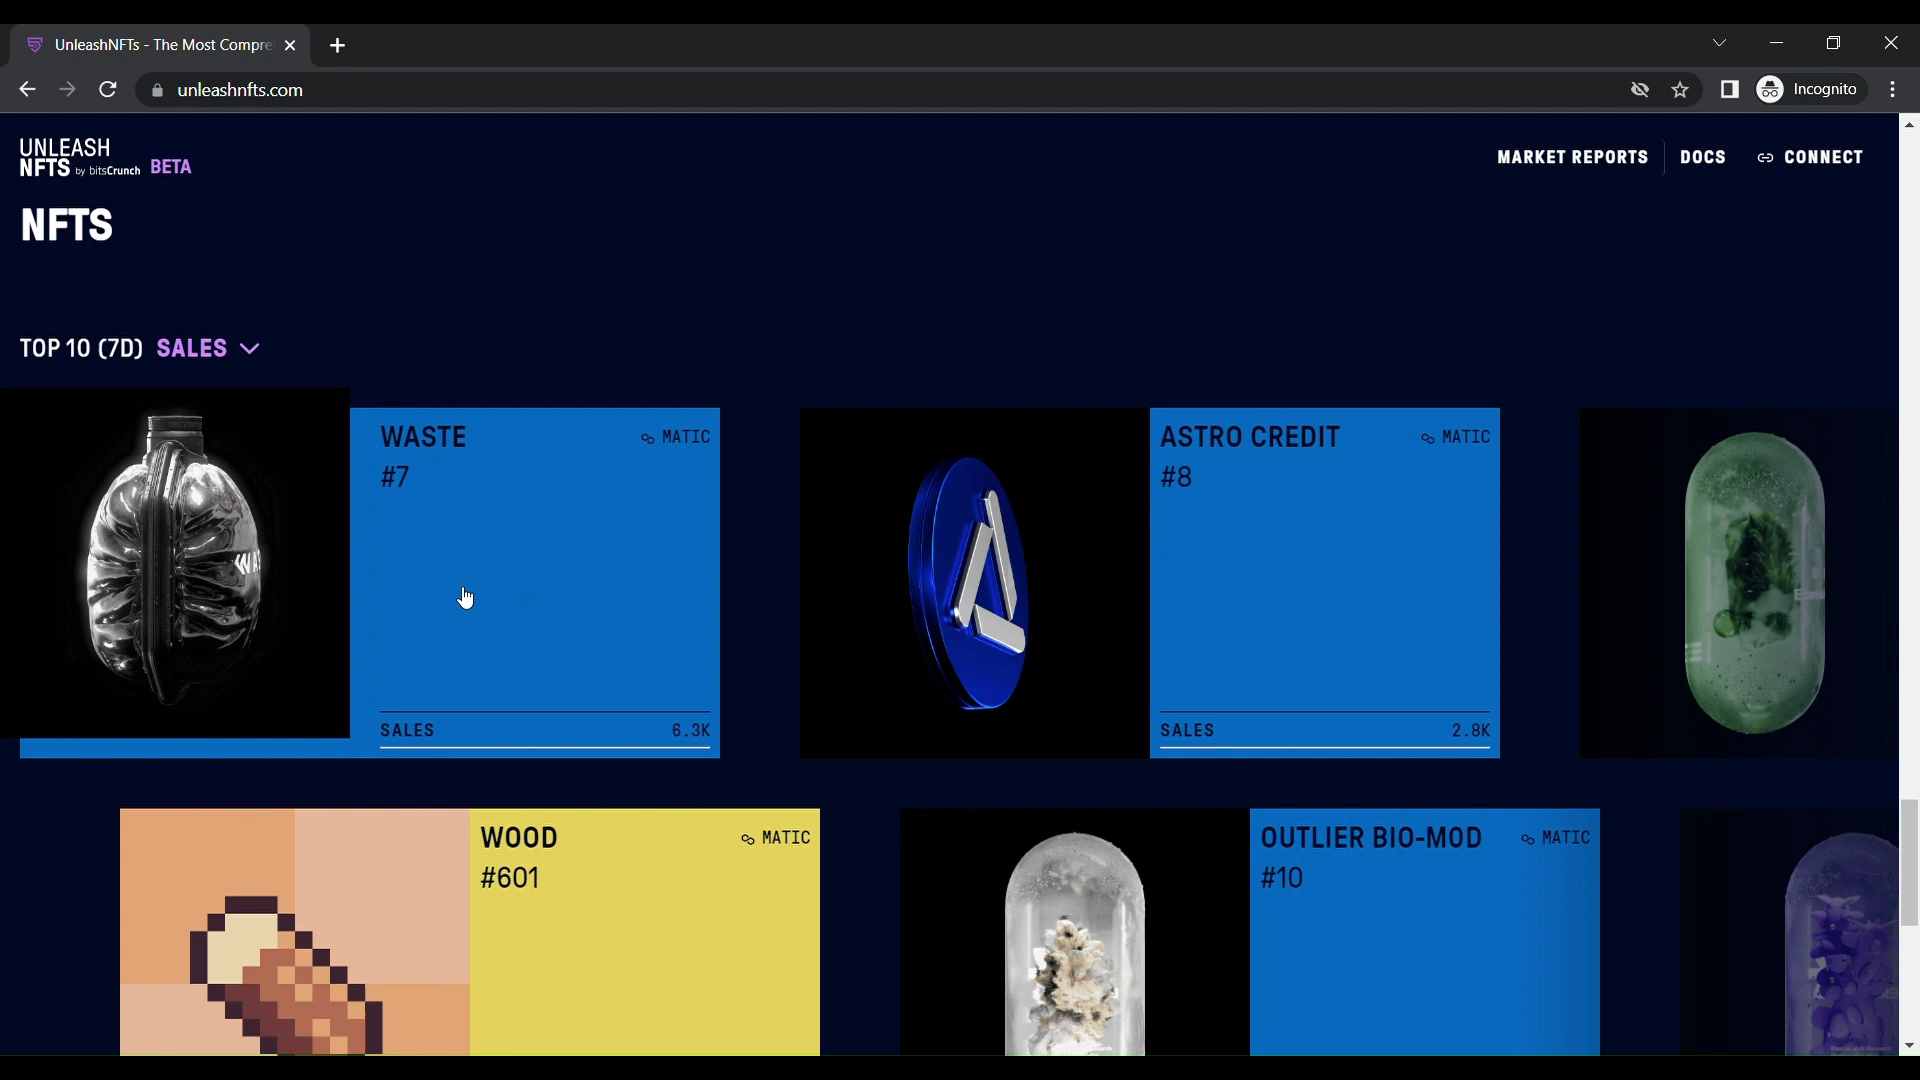 UnleashNFTs - The Most Compre
unleashnfts.com
Incognito
UNLEASH
NFTS by bitsCrunch BETA
MARKET REPORTS
DOCS
CONNECT
NFTS
TOP 10 (7D) SALES
WASTE
MATIC
#7
SALES
6.3K
ASTRO CREDIT
MATIC
#8
SALES
2.8K
WOOD
MATIC
#601
OUTLIER BIO-MOD
MATIC
#10